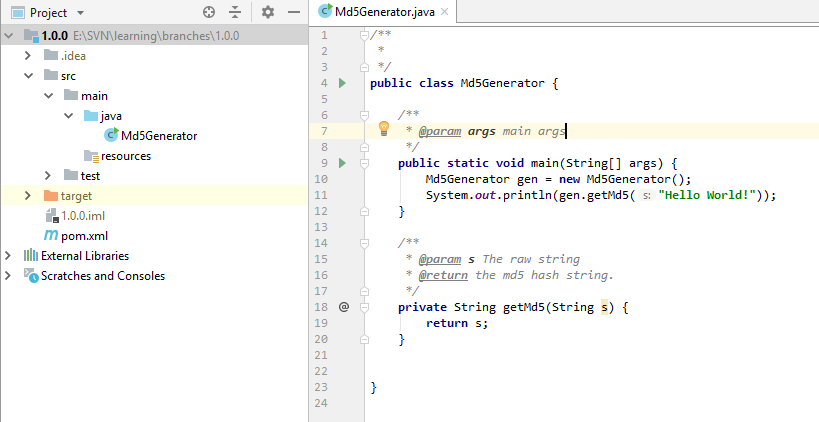 Project
1.0.0 E:\SVN\learning\branches\1.0.0
.idea
src
main
java
Md5Generator
resources
test
target
1.0.0.iml
pom.xml
External Libraries
Scratches and Consoles
Md5Generator.java
1 /**
2 *
3 */
4 public class Md5Generator {
5
6 /**
7 * @param args main args
8 */
9 public static void main(String[] args) {
10 Md5Generator gen = new Md5Generator();
11 System.out.println(gen.getMd5( s: "Hello World!"));
12 }
13
14 /**
15 * @param s The raw string
16 * @return the md5 hash string.
17 */
18 @ private String getMd5(String s) {
19 return s;
20 }
21
22
23 }
24